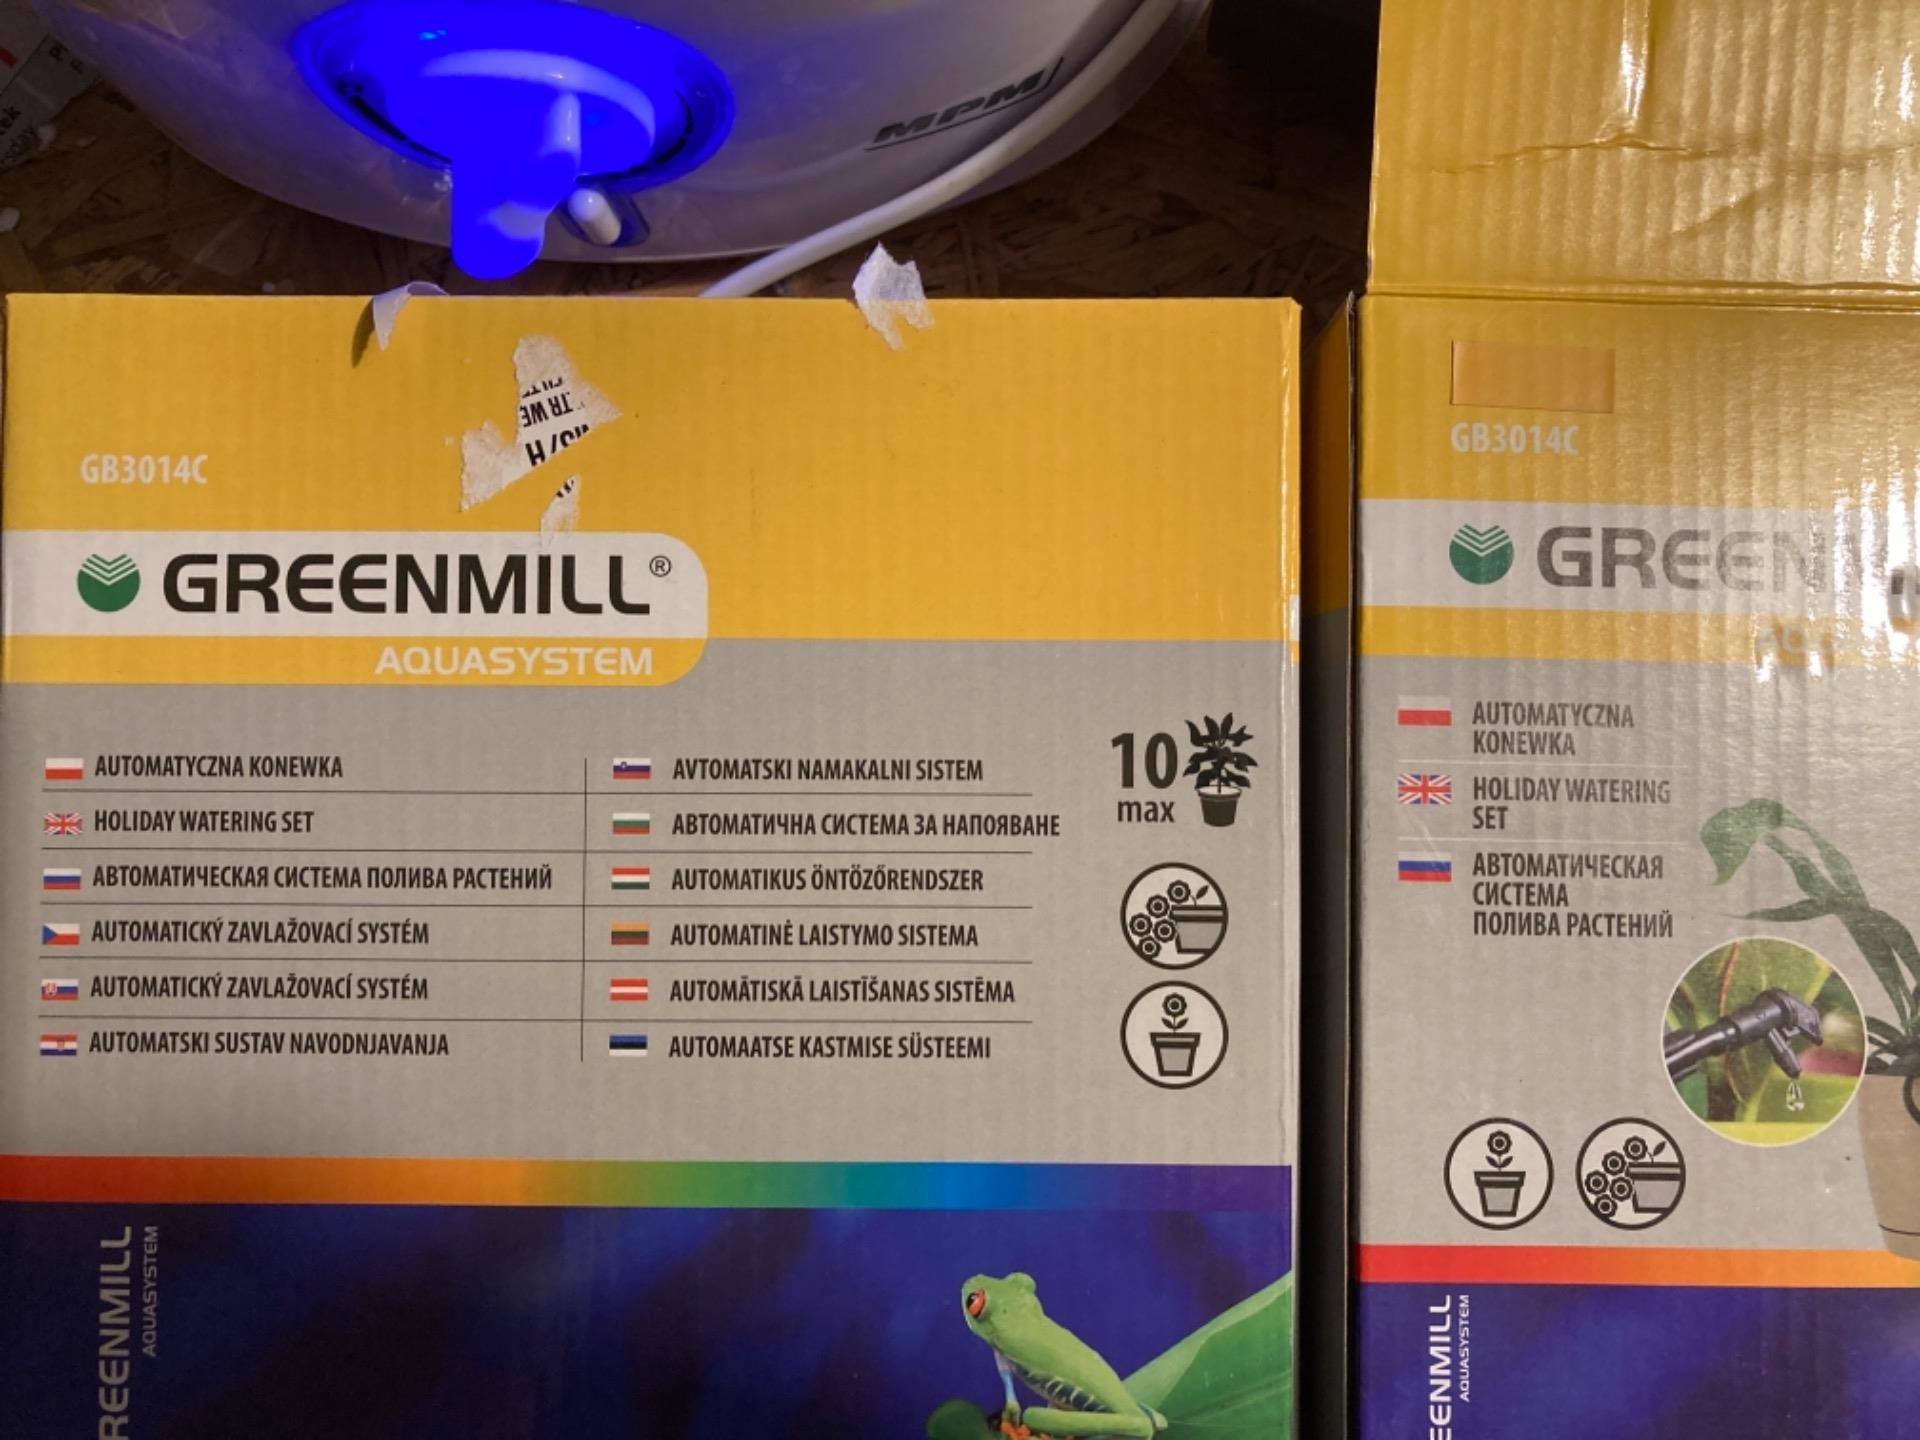 MPM
GB3014C
GREENMILL®
AQUASYSTEM
AUTOMATYCZNA KONEWKA
HOLIDAY WATERING SET
АВТОМАТИЧЕСКАЯ СИСТЕМА ПОЛИВА РАСТЕНИЙ
AUTOMATICKÝ ZAVLAŽOVACÍ SYSTÉM
AUTOMATICKÝ ZAVLAŽOVACÍ SYSTÉM
AUTOMATSKI SUSTAV NAVODNJAVANJA
AVTOMATSKI NAMAKALNI SISTEM
АВТОМАТИЧНА СИСТЕМА ЗА НАПОЯВАНЕ
AUTOMATIKUS ÖNTÖZŐRENDSZER
AUTOMATINĖ LAISTYMO SISTEMA
AUTOMĀTISKĀ LAISTĪŠANAS SISTĒMA
AUTOMAATSE KASTMISE SÜSTEEMI
10
max
REENMILL
AQUASYSTEM
GB3014C
GREEN
AUTOMATYCZNA
KONEWKA
HOLIDAY WATERING
SET
АВТОМАТИЧЕСКАЯ
СИСТЕМА
ПОЛИВА РАСТЕНИЙ
EENMILL
AQUASYSTEM